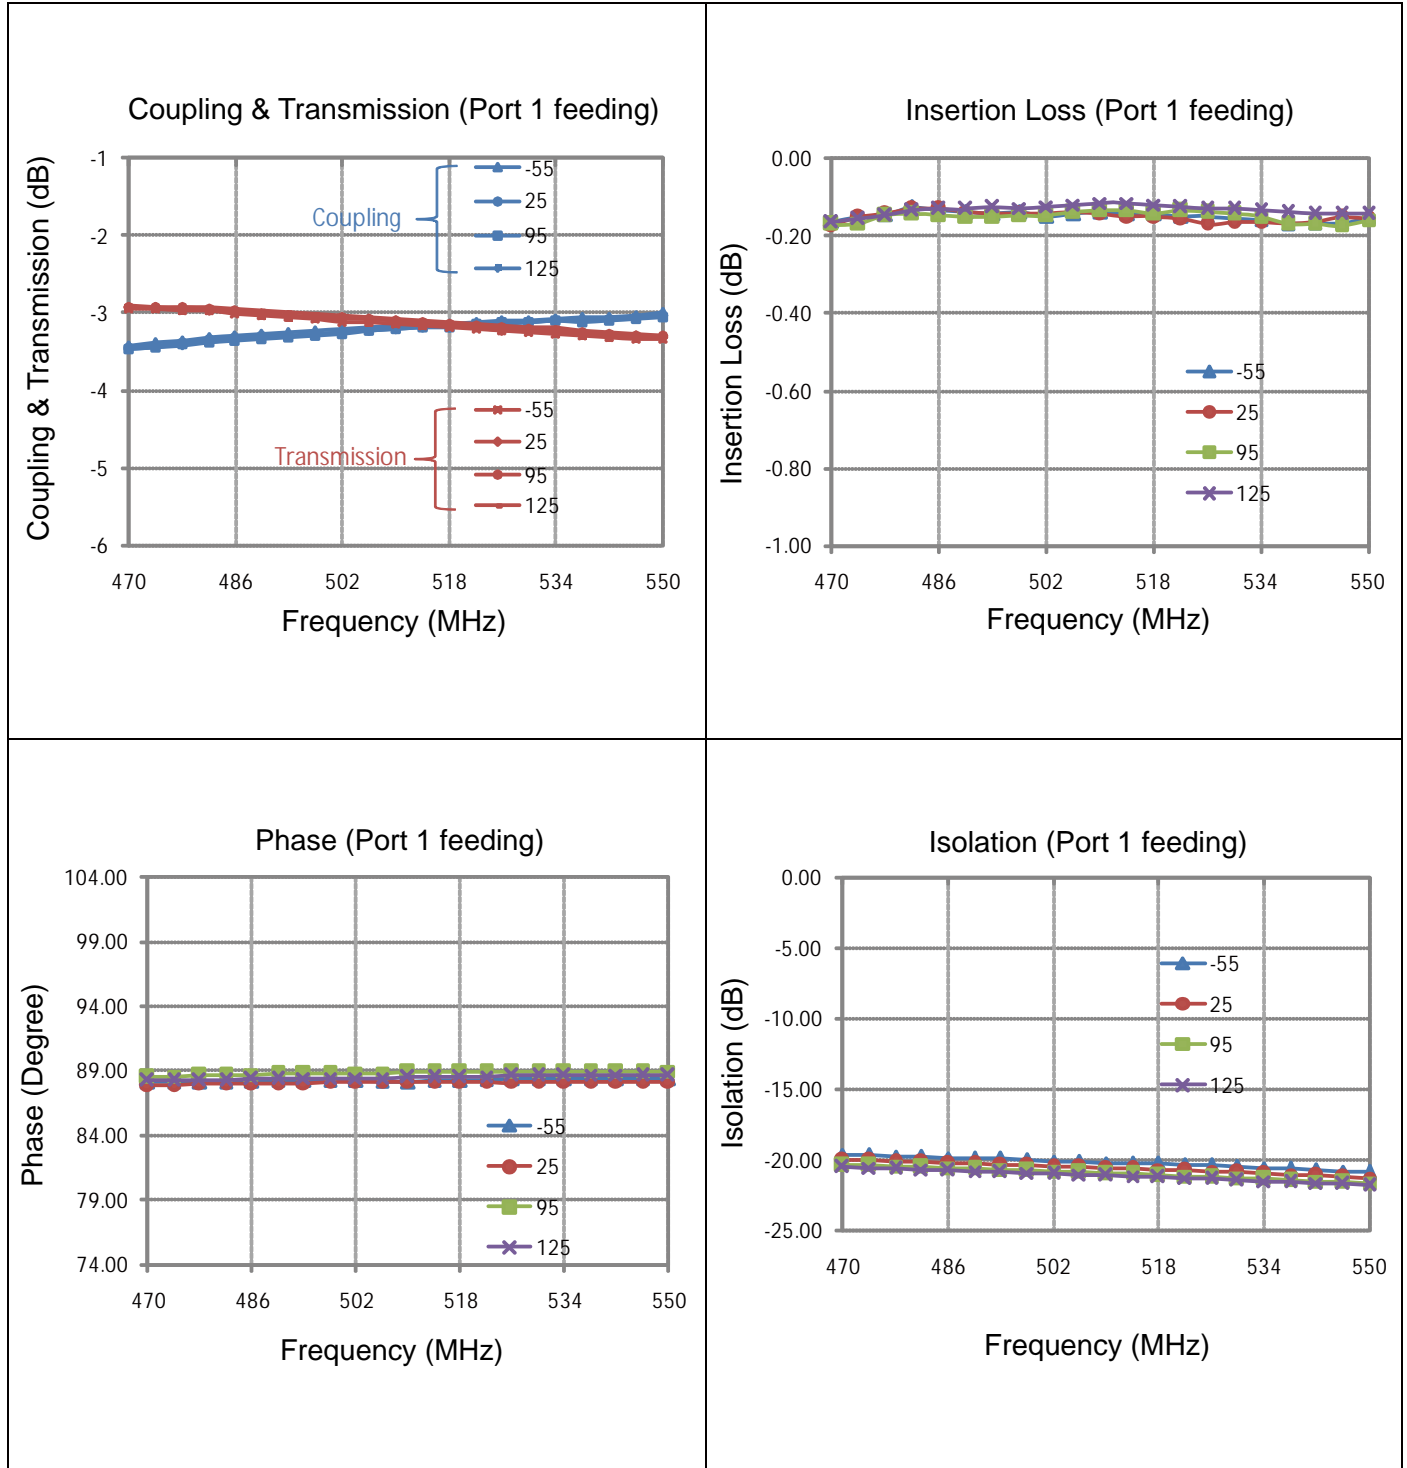 Coupling & Transmission (Port 1 feeding)
Coupling & Transmission (dB)
-1
-2
-3
-4
-5
-6
Coupling
-55
25
95
125
Transmission
-55
25
95
125
470 486 502 518 534 550
Frequency (MHz)
Insertion Loss (Port 1 feeding)
Insertion Loss (dB)
0.00
-0.20
-0.40
-0.60
-0.80
-1.00
-55
25
95
125
470 486 502 518 534 550
Frequency (MHz)
Phase (Port 1 feeding)
Phase (Degree)
104.00
99.00
94.00
89.00
84.00
79.00
74.00
-55
25
95
125
470 486 502 518 534 550
Frequency (MHz)
Isolation (Port 1 feeding)
Isolation (dB)
0.00
-5.00
-10.00
-15.00
-20.00
-25.00
-55
25
95
125
470 486 502 518 534 550
Frequency (MHz)